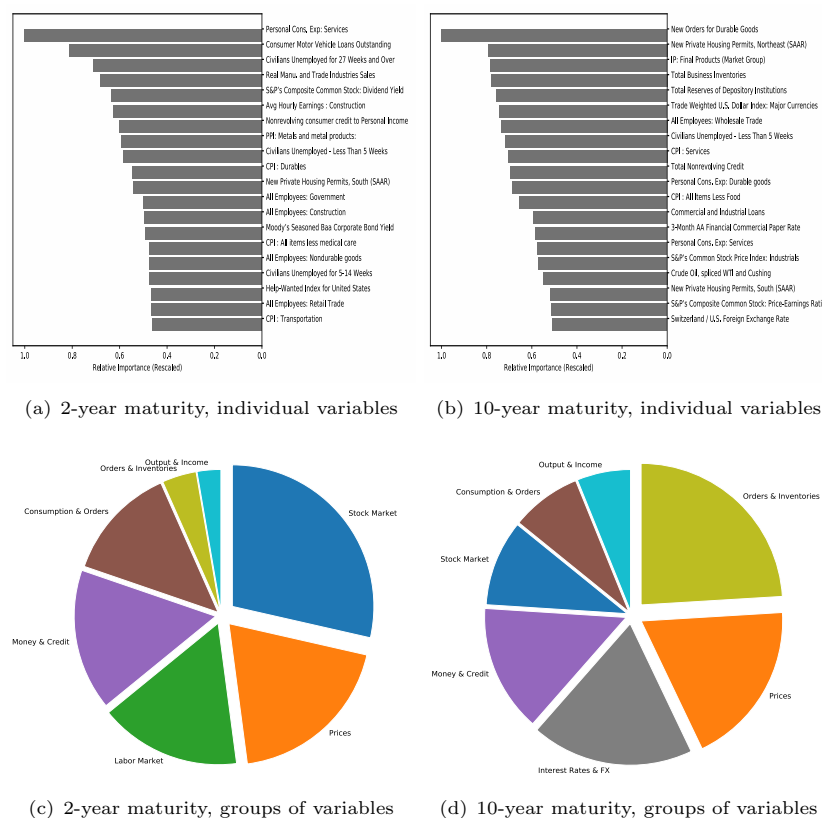 Personal Cons, Exp: Services
Consumer Motor Vehicle Loans Outstanding
Civilians Unemployed for 27 Weeks and Over
Real Manu. and Trade Industries Sales
S&P's Composite Common Stock: Dividend Yield
Avg Hourly Earnings : Construction
Nonrevolving consumer credit to Personal Income
PPI: Metals and metal products:
Civilians Unemployed - Less Than 5 Weeks
CPI : Durables
New Private Housing Permits, South (SAAR)
All Employees: Government
All Employees: Construction
Moody's Seasoned Baa Corporate Bond Yield
CPI : All items less medical care
All Employees: Nondurable goods
Civilians Unemployed for 5-14 Weeks
Help-Wanted Index for United States
All Employees: Retail Trade
CPI : Transportation
1.0 0.8 0.6 0.4 0.2 0.0
Relative Importance (Rescaled)
(a) 2-year maturity, individual variables
New Orders for Durable Goods
New Private Housing Permits, Northeast (SAAR)
IP: Final Products (Market Group)
Total Business Inventories
Total Reserves of Depository Institutions
Trade Weighted U.S. Dollar Index: Major Currencies
All Employees: Wholesale Trade
Civilians Unemployed - Less Than 5 Weeks
CPI : Services
Total Nonrevolving Credit
Personal Cons, Exp: Durable goods
CPI : All Items Less Food
Commercial and Industrial Loans
3-Month AA Financial Commercial Paper Rate
Personal Cons, Exp: Services
S&P's Common Stock Price Index: Industrials
Crude Oil, spliced WTI and Cushing
New Private Housing Permits, South (SAAR)
S&P's Composite Common Stock: Price-Earnings Rati
Switzerland / U.S. Foreign Exchange Rate
1.0 0.8 0.6 0.4 0.2 0.0
Relative Importance (Rescaled)
(b) 10-year maturity, individual variables
Output & Income
Orders & Inventories
Consumption & Orders
Stock Market
Money & Credit
Prices
Labor Market
(c) 2-year maturity, groups of variables
Output & Income
Consumption & Orders
Orders & Inventories
Stock Market
Money & Credit
Prices
Interest Rates & FX
(d) 10-year maturity, groups of variables